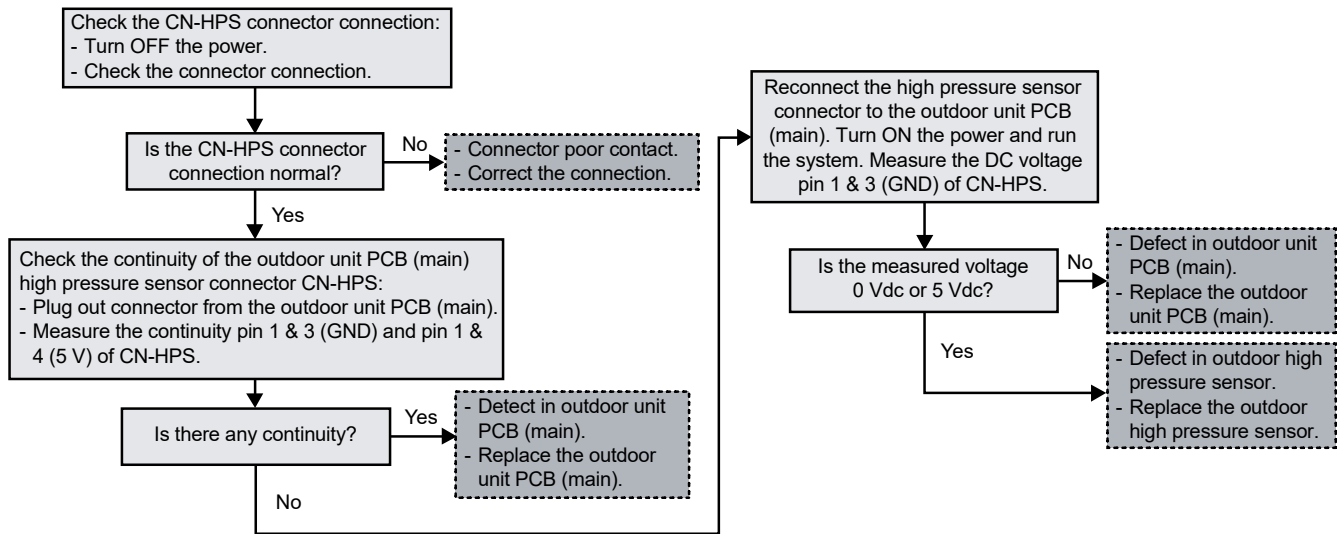 Check the CN-HPS connector connection:
- Turn OFF the power.
- Check the connector connection.
Is the CN-HPS connector
connection normal?
No
- Connector poor contact.
- Correct the connection.
Yes
Check the continuity of the outdoor unit PCB (main)
high pressure sensor connector CN-HPS:
- Plug out connector from the outdoor unit PCB (main).
- Measure the continuity pin 1 & 3 (GND) and pin 1 &
4 (5 V) of CN-HPS.
Is there any continuity?
Yes
- Detect in outdoor unit
PCB (main).
- Replace the outdoor
unit PCB (main).
No
Reconnect the high pressure sensor
connector to the outdoor unit PCB
(main). Turn ON the power and run
the system. Measure the DC voltage
pin 1 & 3 (GND) of CN-HPS.
Is the measured voltage
0 Vdc or 5 Vdc?
No
- Defect in outdoor unit
PCB (main).
- Replace the outdoor
unit PCB (main).
Yes
- Defect in outdoor high
pressure sensor.
- Replace the outdoor
high pressure sensor.